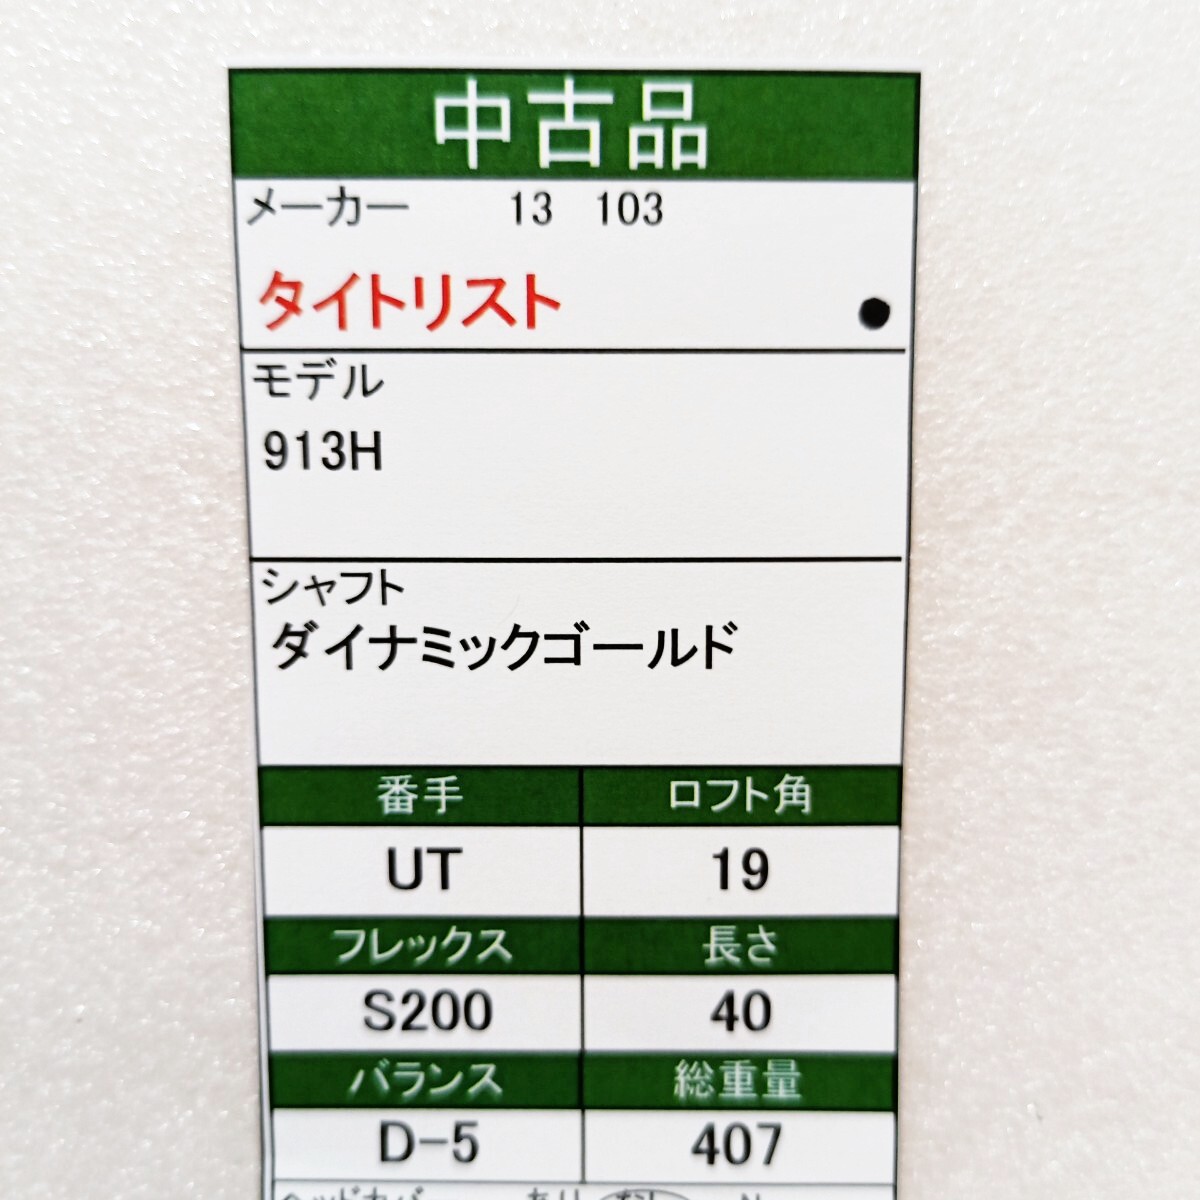 中古品
メーカー 13 103
タイトリスト
モデル
913H
シャフト
ダイナミックゴールド
番手 ロフト角
UT 19
フレックス 長さ
S200 40
バランス 総重量
D-5 407